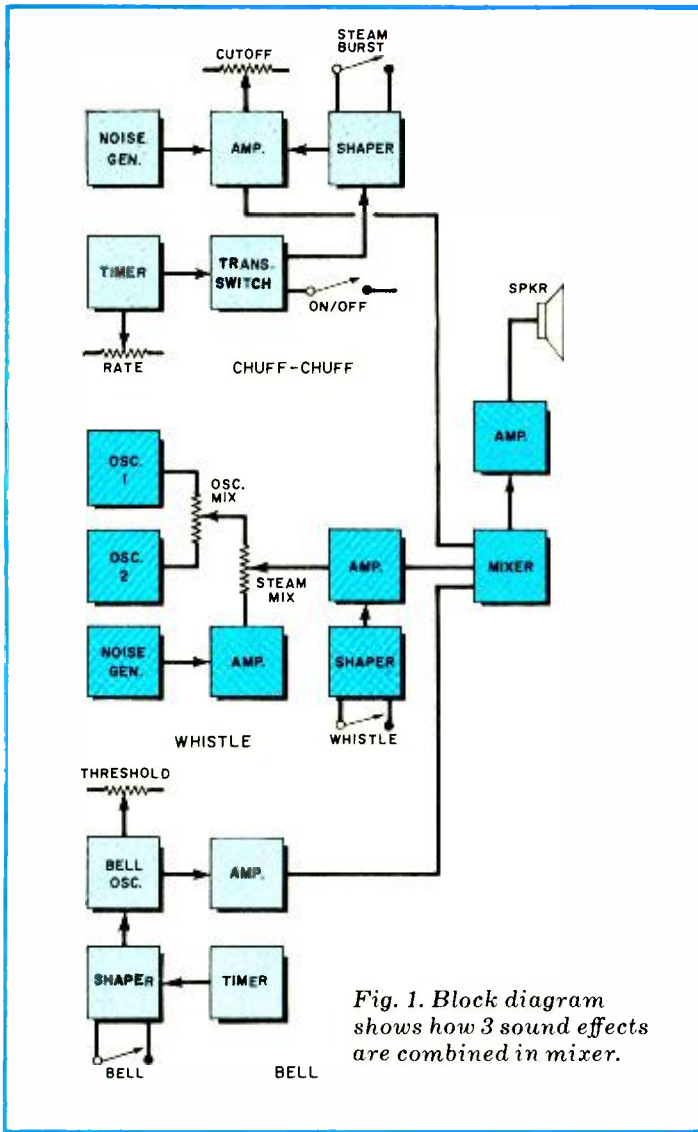 STEAM
BURST
CUTOFF
NOISE
GEN.
AMP.
SHAPER
TIMER
TRANS-
SWITCH
ON/OFF
RATE
CHUFF-CHUFF
SPKR
AMP.
MIXER
OSC.
1
OSC.
MIX
OSC.
2
STEAM
MIX
AMP.
NOISE
GEN.
AMP.
SHAPER
WHISTLE
WHISTLE
THRESHOLD
BELL
OSC.
AMP.
SHAPER
TIMER
BELL
BELL
Fig. 1. Block diagram
shows how 3 sound effects
are combined in mixer.